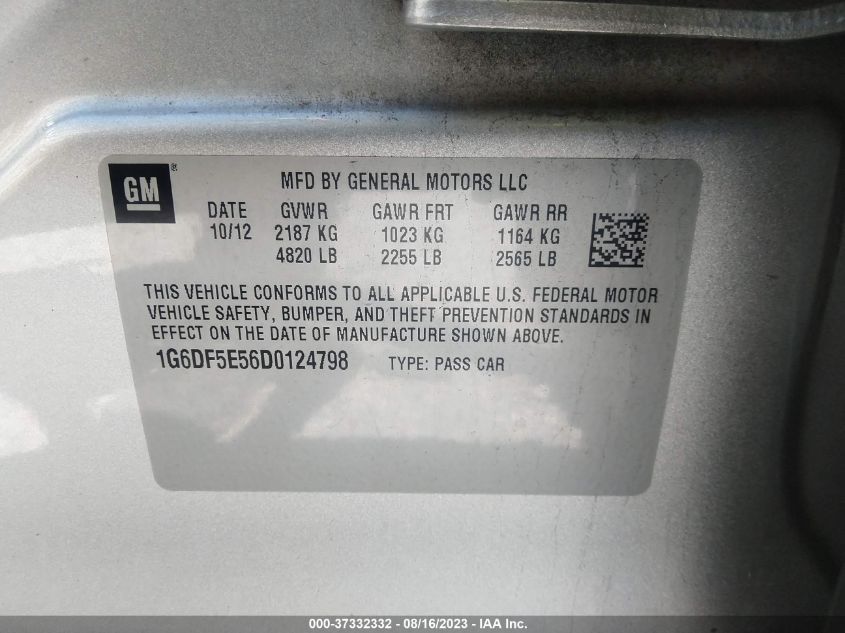 GM ®
MFD BY GENERAL MOTORS LLC
DATE GVWR GAWR FRT GAWR RR
10/12 2187 KG 1023 KG 1164 KG
4820 LB 2255 LB 2565 LB
THIS VEHICLE CONFORMS TO ALL APPLICABLE U.S. FEDERAL MOTOR
VEHICLE SAFETY, BUMPER, AND THEFT PREVENTION STANDARDS IN
EFFECT ON THE DATE OF MANUFACTURE SHOWN ABOVE.
1G6DF5E56D0124798 TYPE: PASS CAR
000-37332332 - 08/16/2023 - IAA Inc.